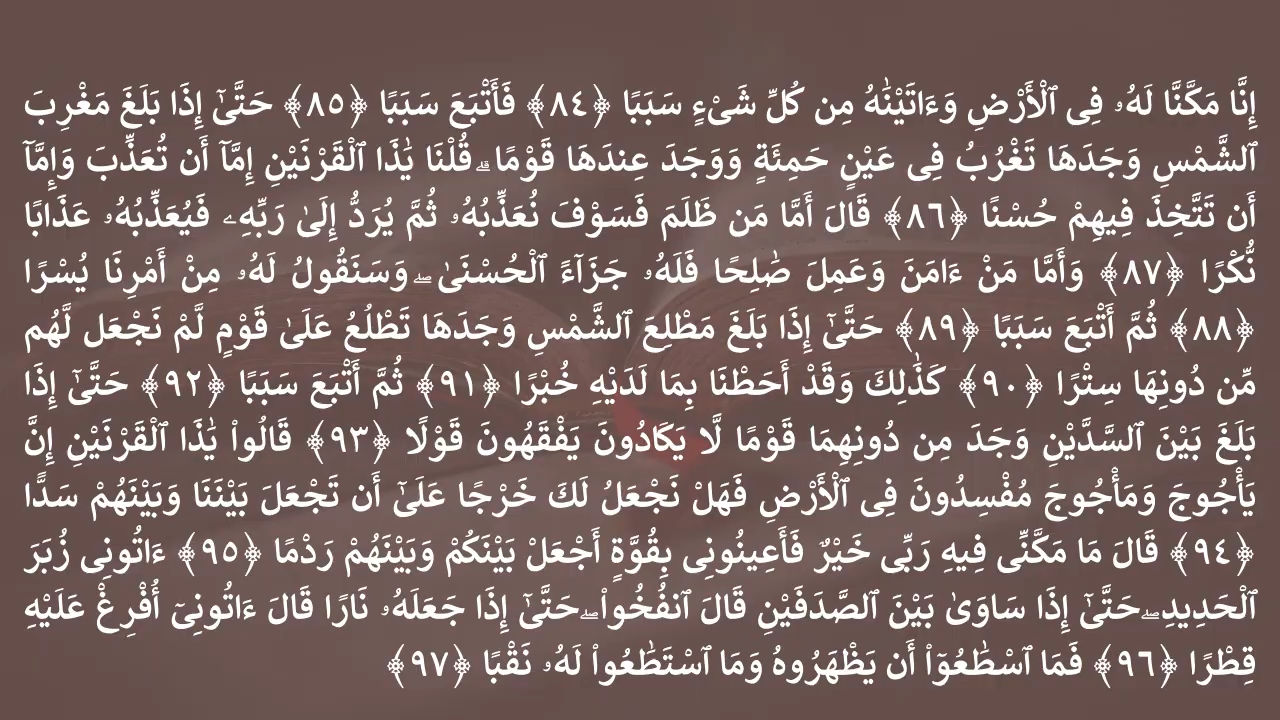 إِنَّا مَكَّنَّا لَهُۥ فِى ٱلْأَرْضِ وَءَاتَيْنَٰهُ مِن كُلِّ شَىْءٍ سَبَبًا ﴿٨٤﴾ فَأَتْبَعَ سَبَبًا ﴿٨٥﴾ حَتَّىٰٓ إِذَا بَلَغَ مَغْرِبَ
ٱلشَّمْسِ وَجَدَهَا تَغْرُبُ فِى عَيْنٍ حَمِئَةٍ وَوَجَدَ عِندَهَا قَوْمًا ۗ قُلْنَا يَٰذَا ٱلْقَرْنَيْنِ إِمَّآ أَن تُعَذِّبَ وَإِمَّآ
أَن تَتَّخِذَ فِيهِمْ حُسْنًا ﴿٨٦﴾ قَالَ أَمَّا مَن ظَلَمَ فَسَوْفَ نُعَذِّبُهُۥ ثُمَّ يُرَدُّ إِلَىٰ رَبِّهِۦ فَيُعَذِّبُهُۥ عَذَابًا
نُّكْرًا ﴿٨٧﴾ وَأَمَّا مَنْ ءَامَنَ وَعَمِلَ صَٰلِحًا فَلَهُۥ جَزَآءً ٱلْحُسْنَىٰ ۖ وَسَنَقُولُ لَهُۥ مِنْ أَمْرِنَا يُسْرًا
﴿٨٨﴾ ثُمَّ أَتْبَعَ سَبَبًا ﴿٨٩﴾ حَتَّىٰٓ إِذَا بَلَغَ مَطْلِعَ ٱلشَّمْسِ وَجَدَهَا تَطْلُعُ عَلَىٰ قَوْمٍ لَّمْ نَجْعَل لَّهُم
مِّن دُونِهَا سِتْرًا ﴿٩٠﴾ كَذَٰلِكَ وَقَدْ أَحَطْنَا بِمَا لَدَيْهِ خُبْرًا ﴿٩١﴾ ثُمَّ أَتْبَعَ سَبَبًا ﴿٩٢﴾ حَتَّىٰٓ إِذَا
بَلَغَ بَيْنَ ٱلسَّدَّيْنِ وَجَدَ مِن دُونِهِمَا قَوْمًا لَّا يَكَادُونَ يَفْقَهُونَ قَوْلًا ﴿٩٣﴾ قَالُوا۟ يَٰذَا ٱلْقَرْنَيْنِ إِنَّ
يَأْجُوجَ وَمَأْجُوجَ مُفْسِدُونَ فِى ٱلْأَرْضِ فَهَلْ نَجْعَلُ لَكَ خَرْجًا عَلَىٰٓ أَن تَجْعَلَ بَيْنَنَا وَبَيْنَهُمْ سَدًّا
﴿٩٤﴾ قَالَ مَا مَكَّنِّى فِيهِ رَبِّى خَيْرٌ فَأَعِينُونِى بِقُوَّةٍ أَجْعَلْ بَيْنَكُمْ وَبَيْنَهُمْ رَدْمًا ﴿٩٥﴾ ءَاتُونِى زُبَرَ
ٱلْحَدِيدِ ۖ حَتَّىٰٓ إِذَا سَاوَىٰ بَيْنَ ٱلصَّدَفَيْنِ قَالَ ٱنفُخُوا۟ ۖ حَتَّىٰٓ إِذَا جَعَلَهُۥ نَارًا قَالَ ءَاتُونِىٓ أُفْرِغْ عَلَيْهِ
قِطْرًا ﴿٩٦﴾ فَمَا ٱسْطَٰعُوٓا۟ أَن يَظْهَرُوهُ وَمَا ٱسْتَطَٰعُوا۟ لَهُۥ نَقْبًا ﴿٩٧﴾